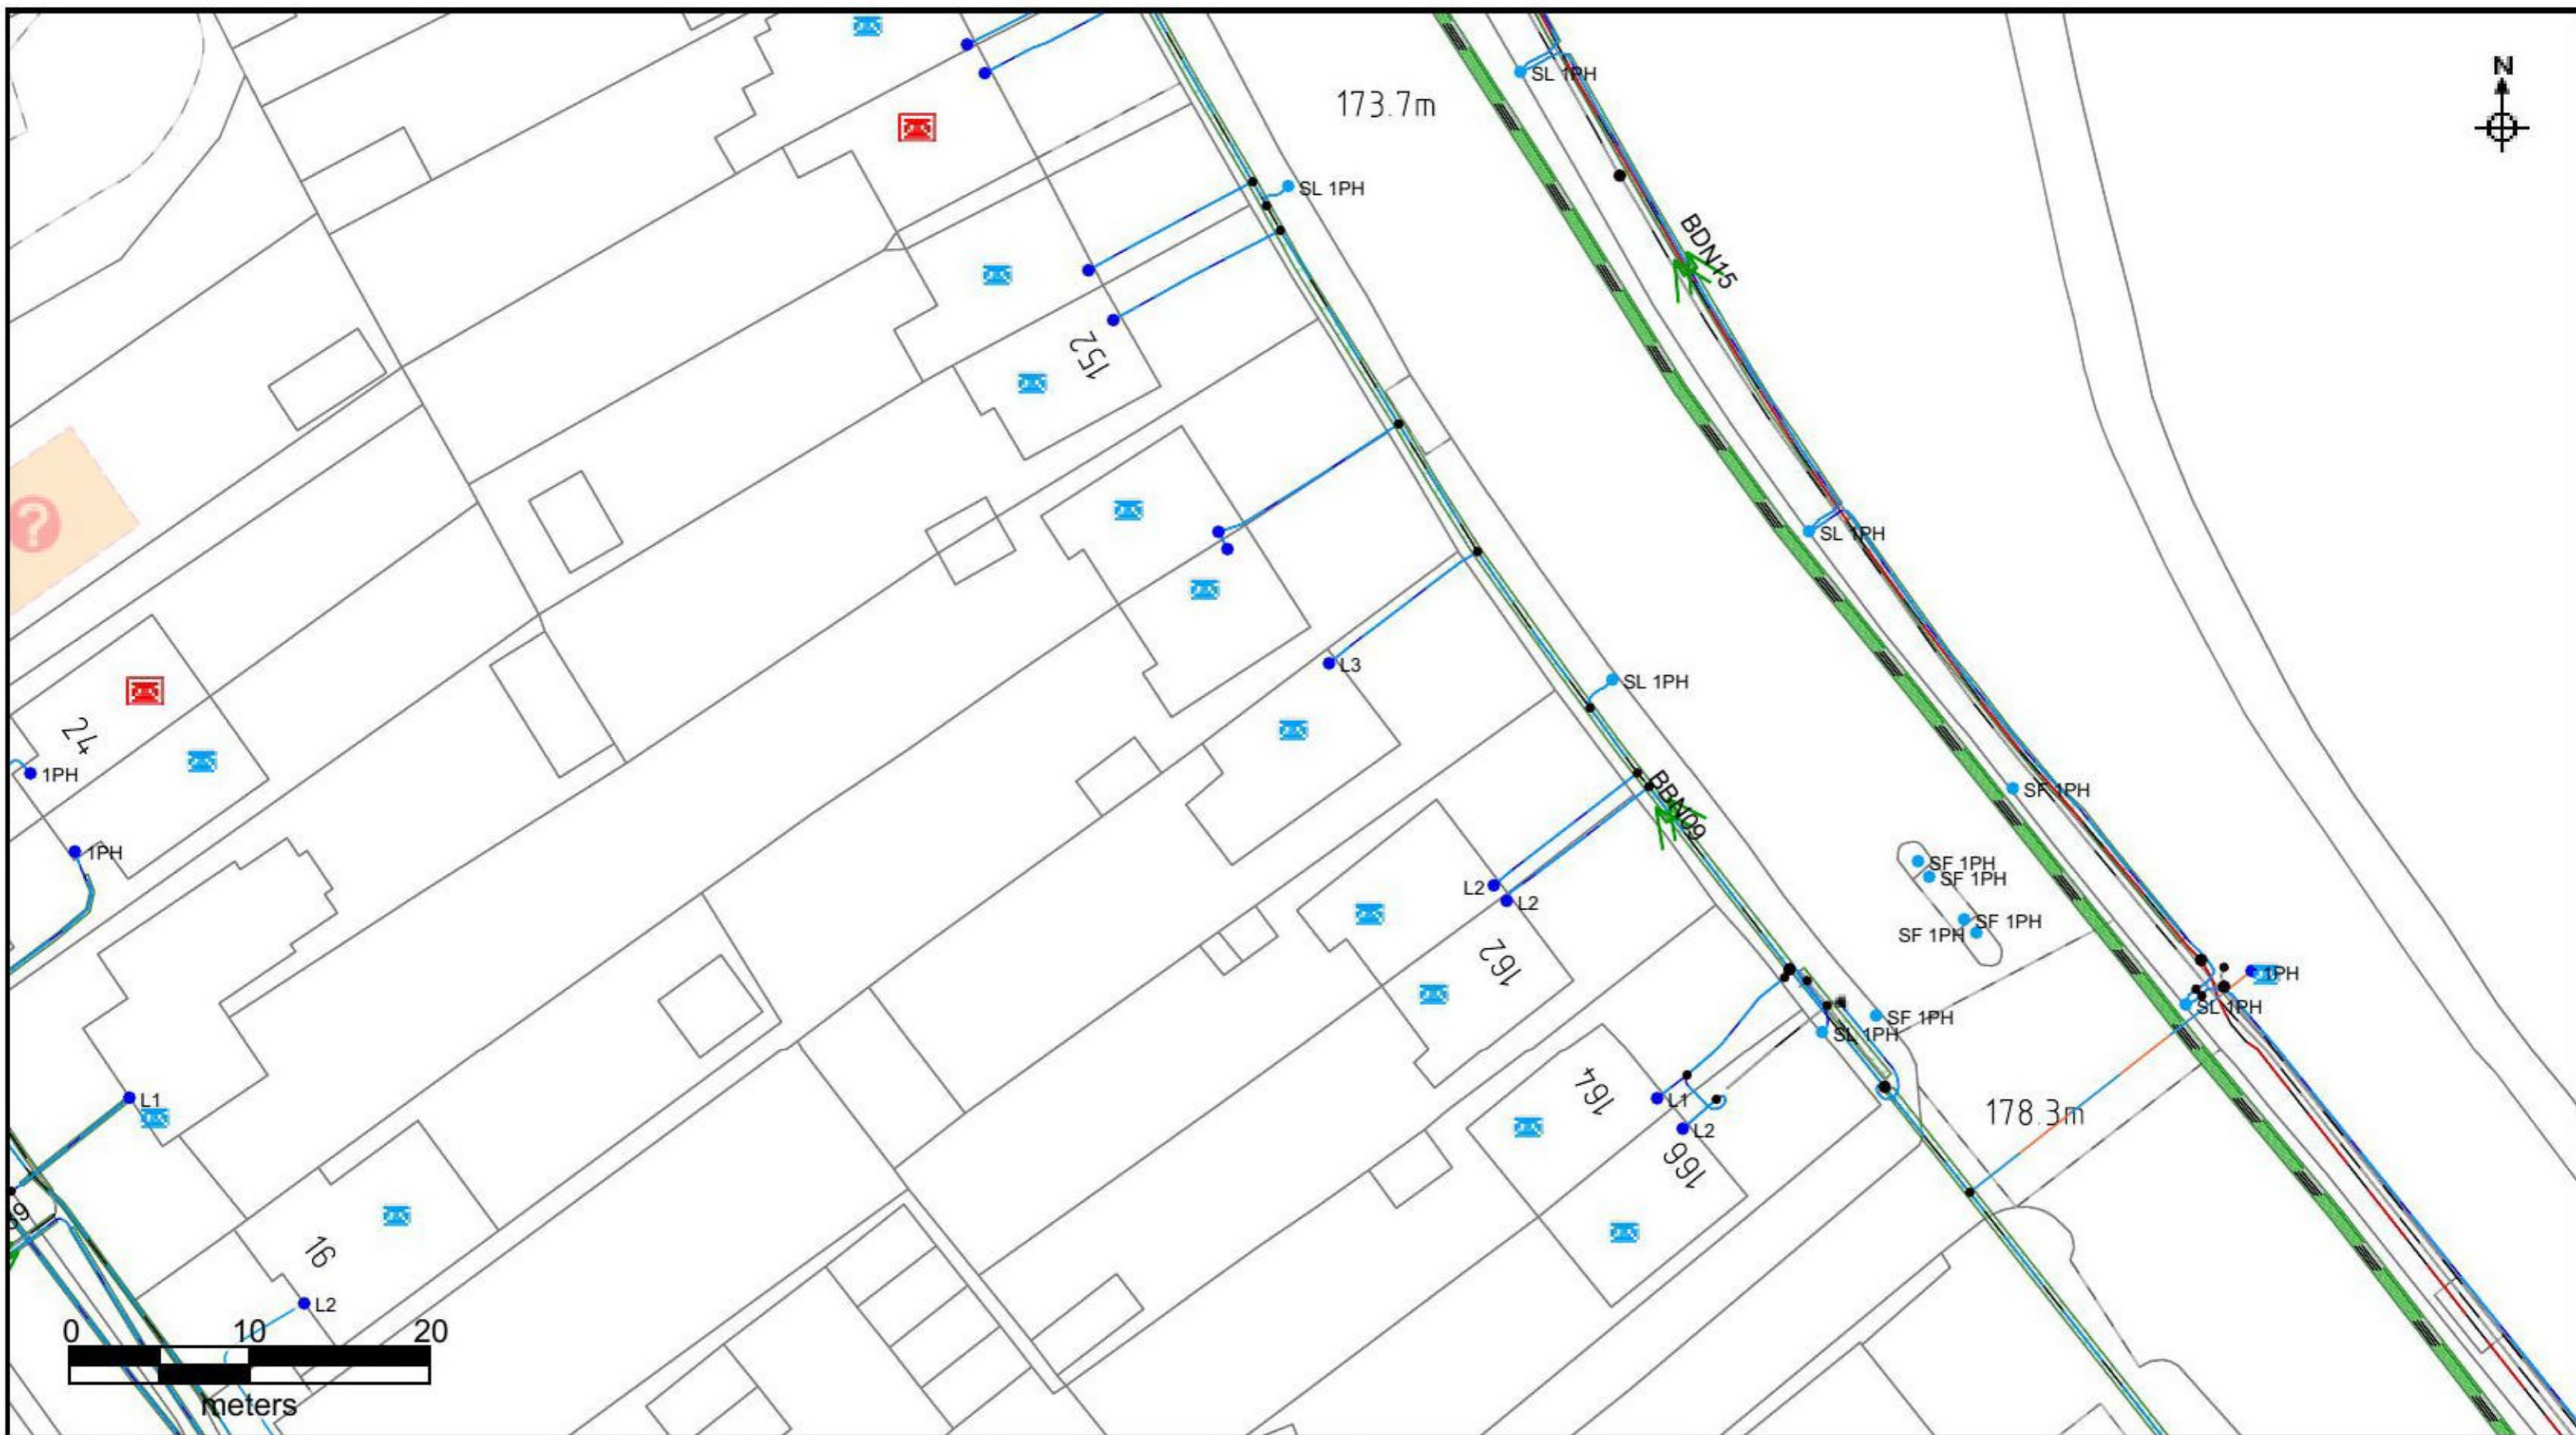 N
SL 1PH
173.7m
SL 1PH
BDN15
152
?
SL 1PH
L3
SL 1PH
24
1PH
BBN09
SF 1PH
1PH
SF 1PH
SF 1PH
L2
L2
SF 1PH
SF 1PH
162
1PH
SL 1PH
SF 1PH
SL 1PH
164
L1
L1
178.3m
L2
166
16
L2
0 10 20
meters